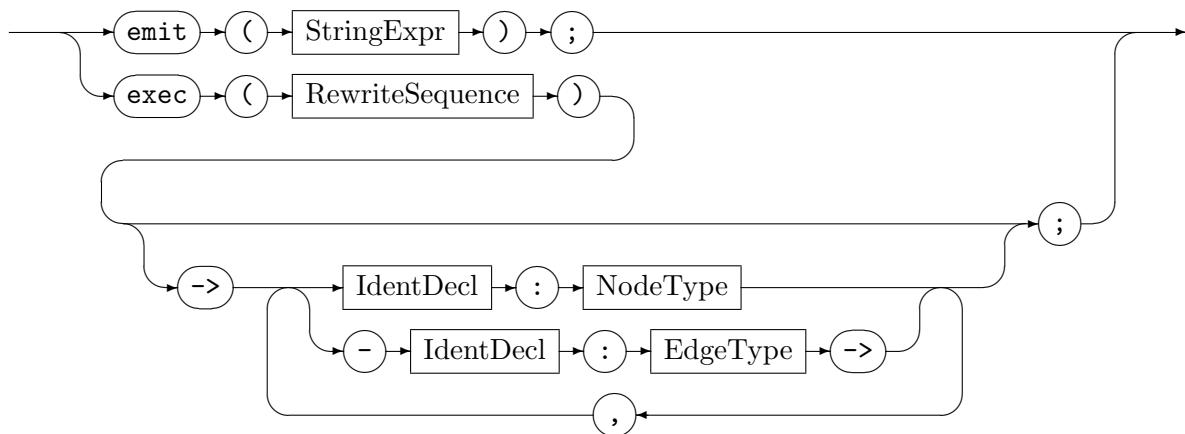 emit ( StringExpr ) ;
exec ( RewriteSequence )
;
-> IdentDecl : NodeType
- IdentDecl : EdgeType ->
,